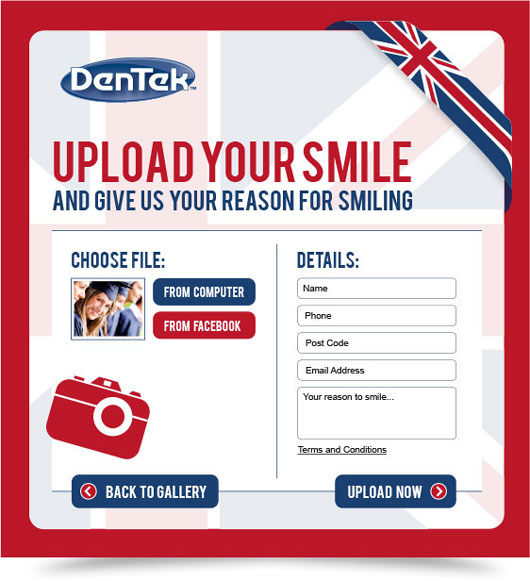 DenTek™
UPLOAD YOUR SMILE
AND GIVE US YOUR REASON FOR SMILING
CHOOSE FILE:
FROM COMPUTER
FROM FACEBOOK
DETAILS:
Name
Phone
Post Code
Email Address
Your reason to smile...
Terms and Conditions
BACK TO GALLERY
UPLOAD NOW